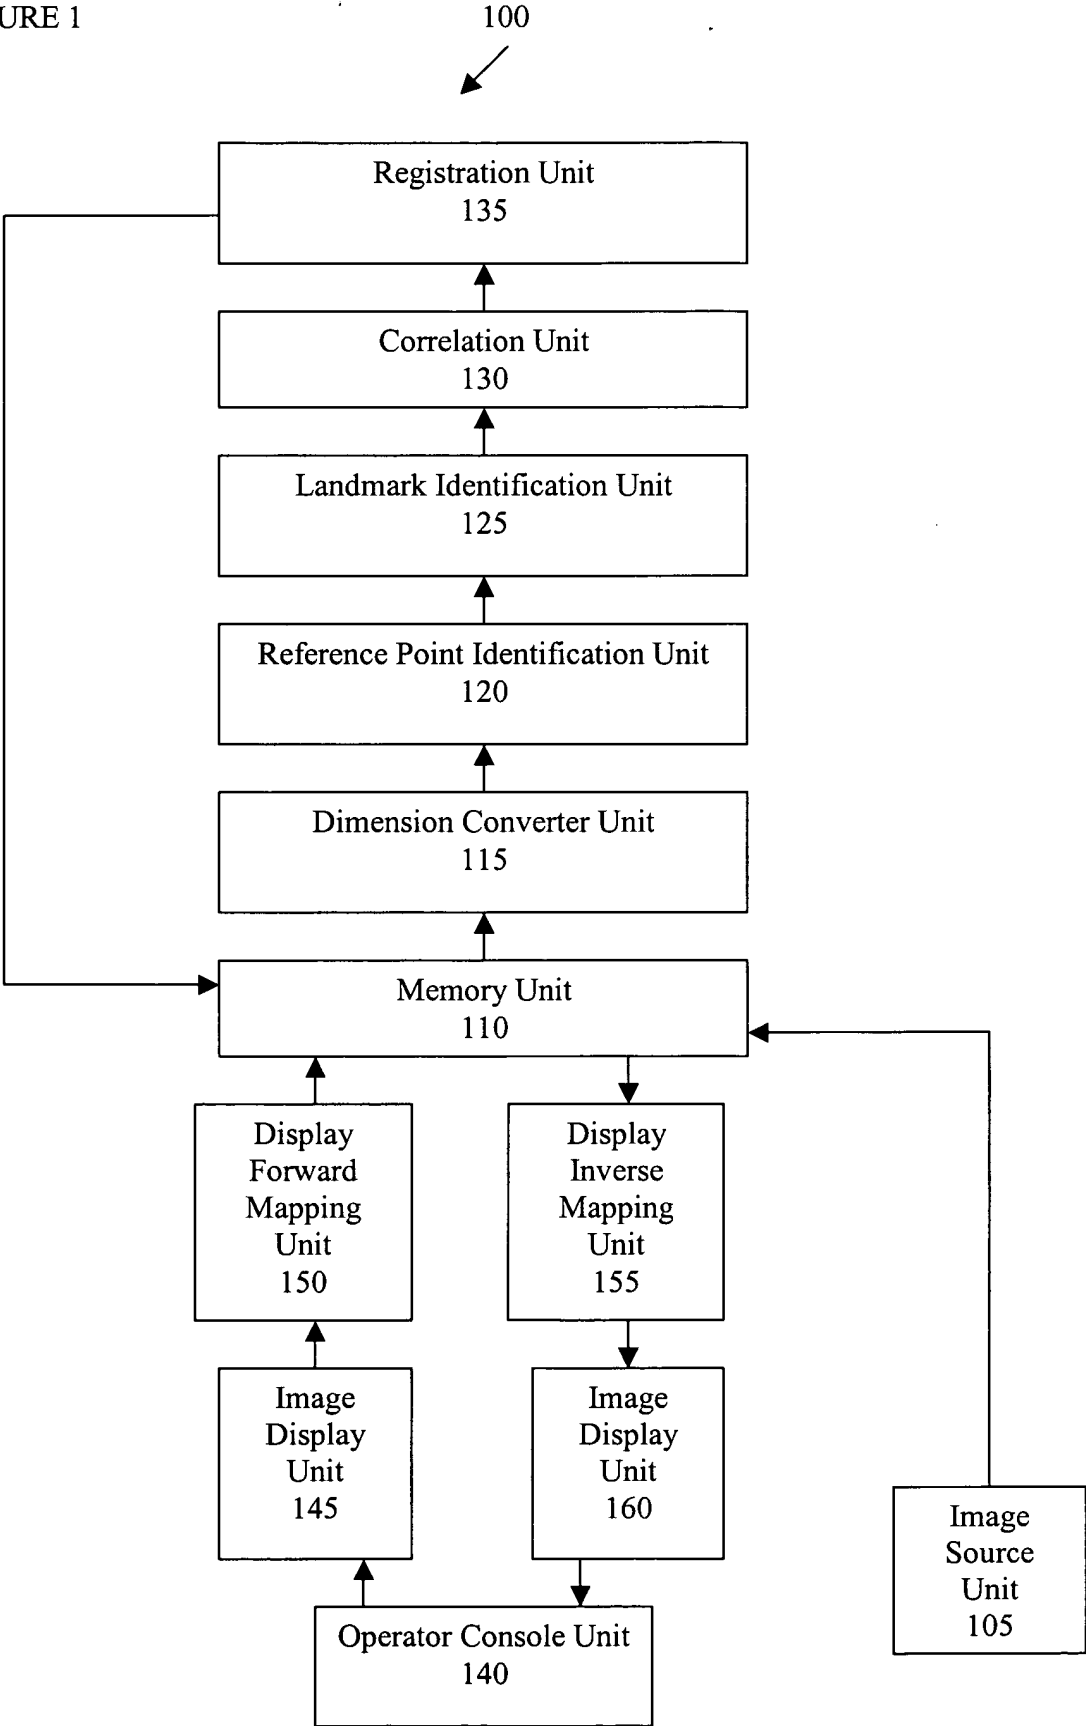 URE 1
100
Registration Unit
135
Correlation Unit
130
Landmark Identification Unit
125
Reference Point Identification Unit
120
Dimension Converter Unit
115
Memory Unit
110
Display
Forward
Mapping
Unit
150
Display
Inverse
Mapping
Unit
155
Image
Display
Unit
145
Image
Display
Unit
160
Image
Source
Unit
105
Operator Console Unit
140